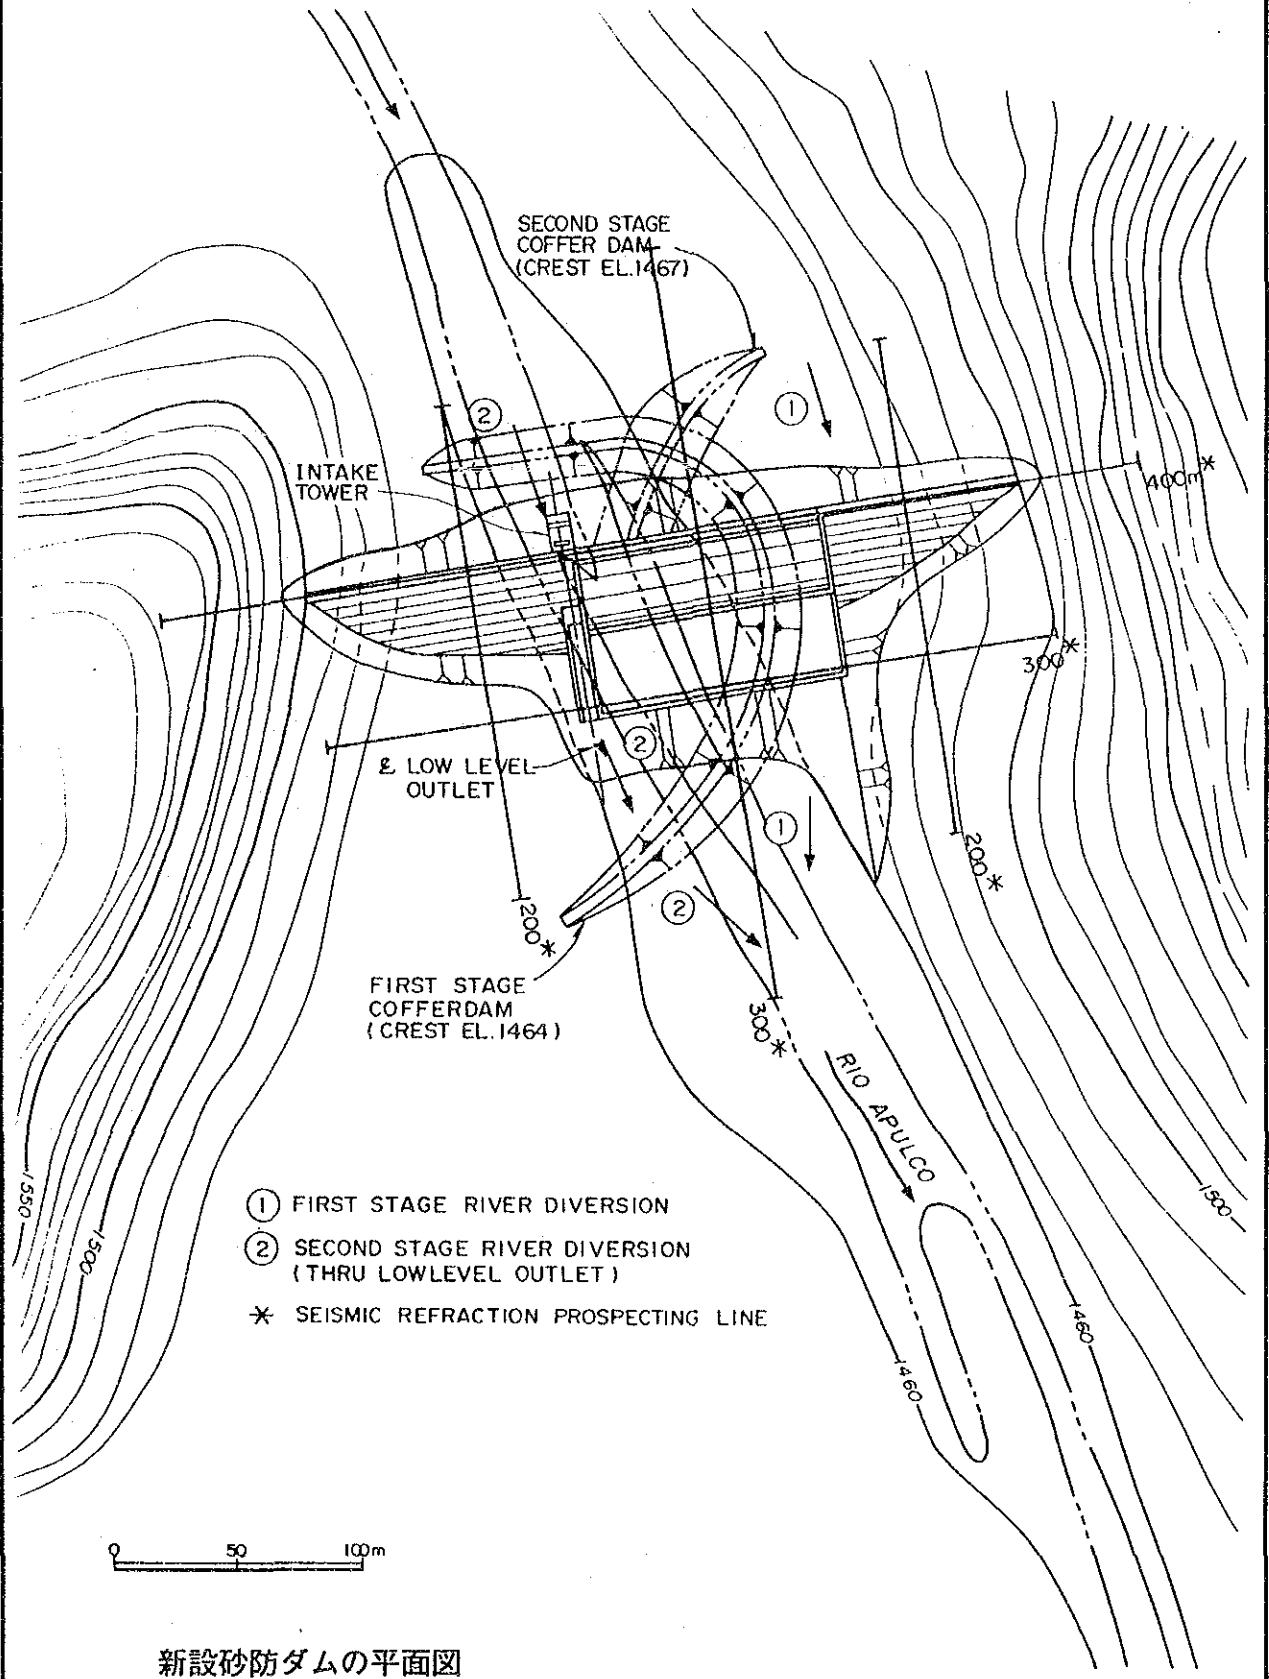 SECOND STAGE
COFFER DAM
(CREST EL.1467)
2
1
INTAKE
TOWER
400m*
300*
2
℄ LOW LEVEL
OUTLET
1
200*
2
200*
FIRST STAGE
COFFERDAM
(CREST EL.1464)
300*
RIO APULCO
1550
1500
1500
① FIRST STAGE RIVER DIVERSION
② SECOND STAGE RIVER DIVERSION
(THRU LOWLEVEL OUTLET)
* SEISMIC REFRACTION PROSPECTING LINE
1460
1460
0 50 100m
新設砂防ダムの平面図